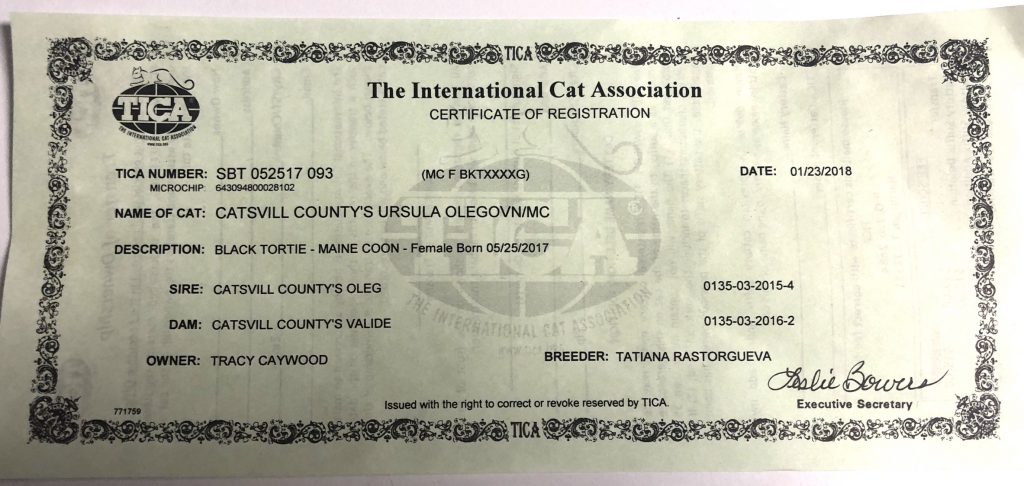 TICA
TICA
THE INTERNATIONAL CAT ASSOCIATION
www.tica.org
The International Cat Association
CERTIFICATE OF REGISTRATION
TICA NUMBER: SBT 052517 093 (MC F BKTXXXXG) DATE: 01/23/2018
MICROCHIP: 643094800028102
NAME OF CAT: CATSVILL COUNTY'S URSULA OLEGOVN/MC
DESCRIPTION: BLACK TORTIE - MAINE COON - Female Born 05/25/2017
TICA ®
SIRE: CATSVILL COUNTY'S OLEG 0135-03-2015-4
THE INTERNATIONAL CAT ASSOCIATION
DAM: CATSVILL COUNTY'S VALIDE 0135-03-2016-2
OWNER: TRACY CAYWOOD BREEDER: TATIANA RASTORGUEVA
Leslie Bowers
771759 Issued with the right to correct or revoke reserved by TICA. Executive Secretary
TICA